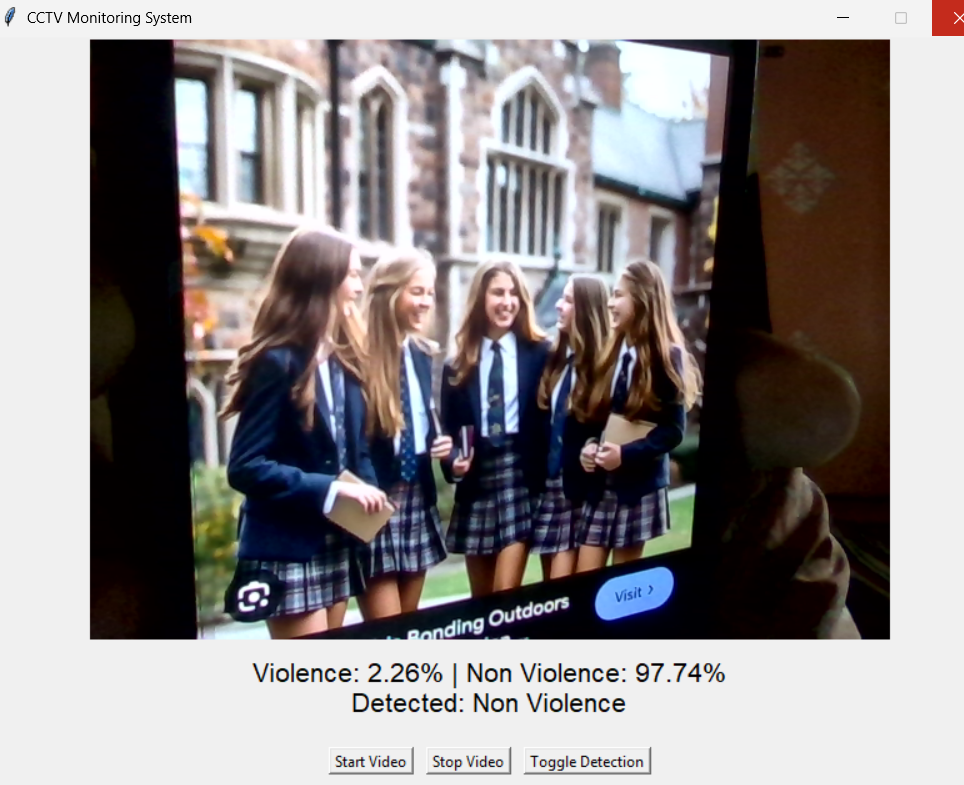 CCTV Monitoring System
Bonding Outdoors
Visit >
Violence: 2.26% | Non Violence: 97.74%
Detected: Non Violence
Start Video Stop Video Toggle Detection